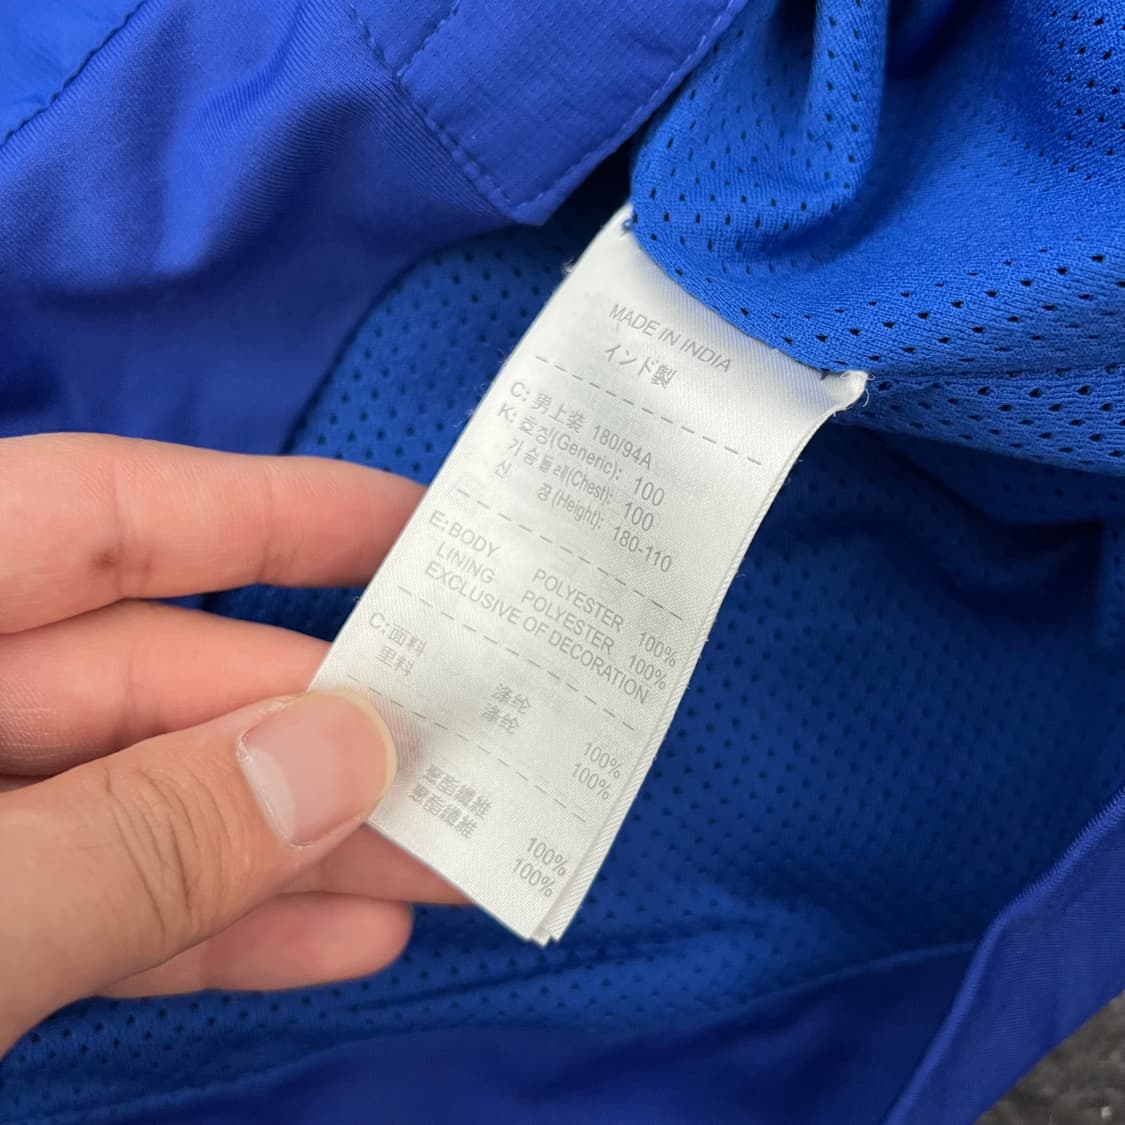 MADE IN INDIA
インド製
C: 男上装 180/94A
K: 호칭(Generic): 100
가슴둘레(Chest): 100
신 장(Height): 180-110
E: BODY POLYESTER 100%
LINING POLYESTER 100%
EXCLUSIVE OF DECORATION
C: 面料 涤纶 100%
里料 涤纶 100%
聚酯纖維 100%
聚酯纖維 100%